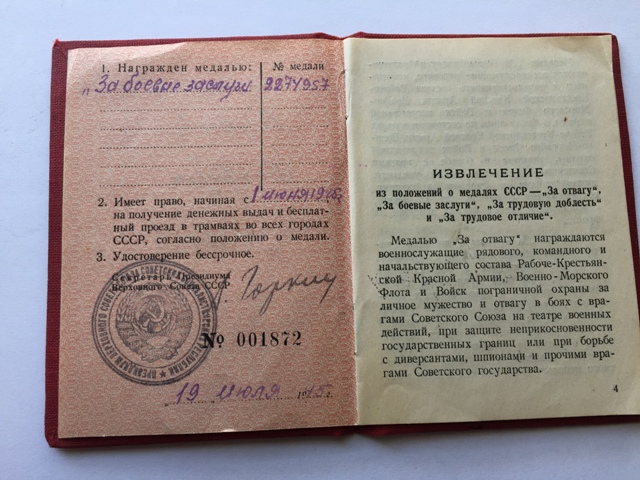 1. Награжден медалью:
№ медали
„За боевые заслуги
2274957
2. Имеет право, начиная с 1 июня 1945г.
на получение денежных выдач и бесплат-
ный проезд в трамваях во всех городах
СССР, согласно положению о медали.
3. Удостоверение бессрочное.
Секретарь Президиума
Верховного Совета СССР
Горкин
№ 001872
19 июля 1945 г.
ИЗВЛЕЧЕНИЕ
из положений о медалях СССР—„За отвагу“,
„За боевые заслуги“, „За трудовую доблесть“
и „За трудовое отличие“.
Медалью „За отвагу“ награждаются
военнослужащие рядового, командного и
начальствующего состава Рабоче-Крестьян-
ской Красной Армии, Военно-Морского
Флота и Войск пограничной охраны за
личное мужество и отвагу в боях с вра-
гами Советского Союза на театре военных
действий, при защите неприкосновенности
государственных границ или при борьбе
с диверсантами, шпионами и прочими вра-
гами Советского государства.
4